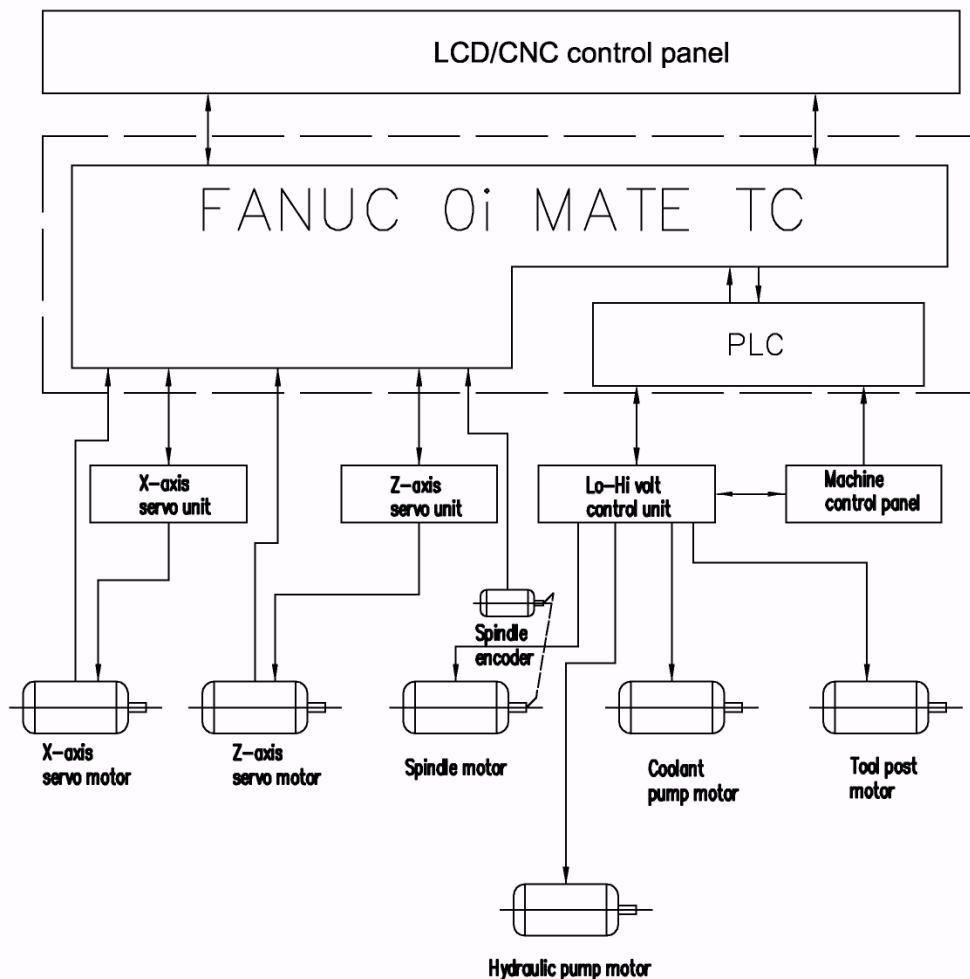 LCD/CNC control panel
FANUC 0i MATE TC
PLC
X-axis
servo unit
Z-axis
servo unit
Lo-Hi volt
control unit
Machine
control panel
Spindle
encoder
X-axis
servo motor
Z-axis
servo motor
Spindle motor
Coolant
pump motor
Tool post
motor
Hydraulic pump motor